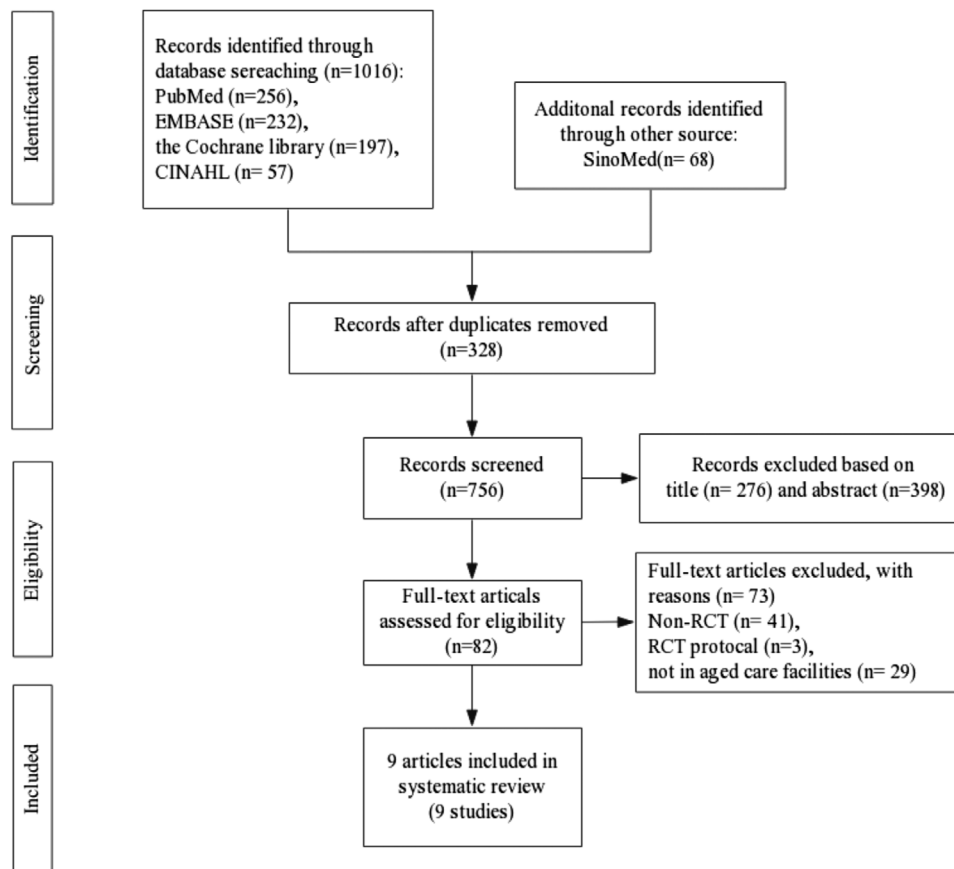 Identification
Records identified through
database sereaching (n=1016):
PubMed (n=256),
EMBASE (n=232),
the Cochrane library (n=197),
CINAHL (n= 57)
Additonal records identified
through other source:
SinoMed(n= 68)
Screening
Records after duplicates removed
(n=328)
Records screened
(n=756)
Records excluded based on
title (n= 276) and abstract (n=398)
Eligibility
Full-text articals
assessed for eligibility
(n=82)
Full-text articles excluded, with
reasons (n= 73)
Non-RCT (n= 41),
RCT protocal (n=3),
not in aged care facilities (n= 29)
Included
9 articles included in
systematic review
(9 studies)